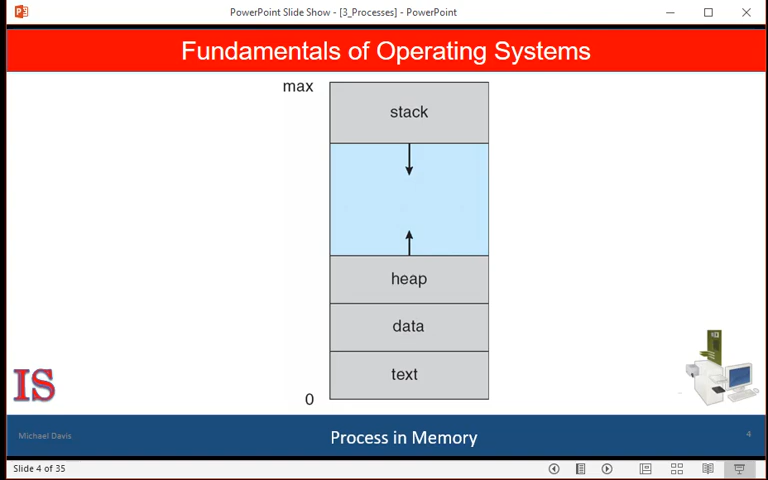 PowerPoint Slide Show - [3_Processes] - PowerPoint
Fundamentals of Operating Systems
max
stack
heap
data
text
0
IS
Michael Davis
Process in Memory
4
Slide 4 of 35